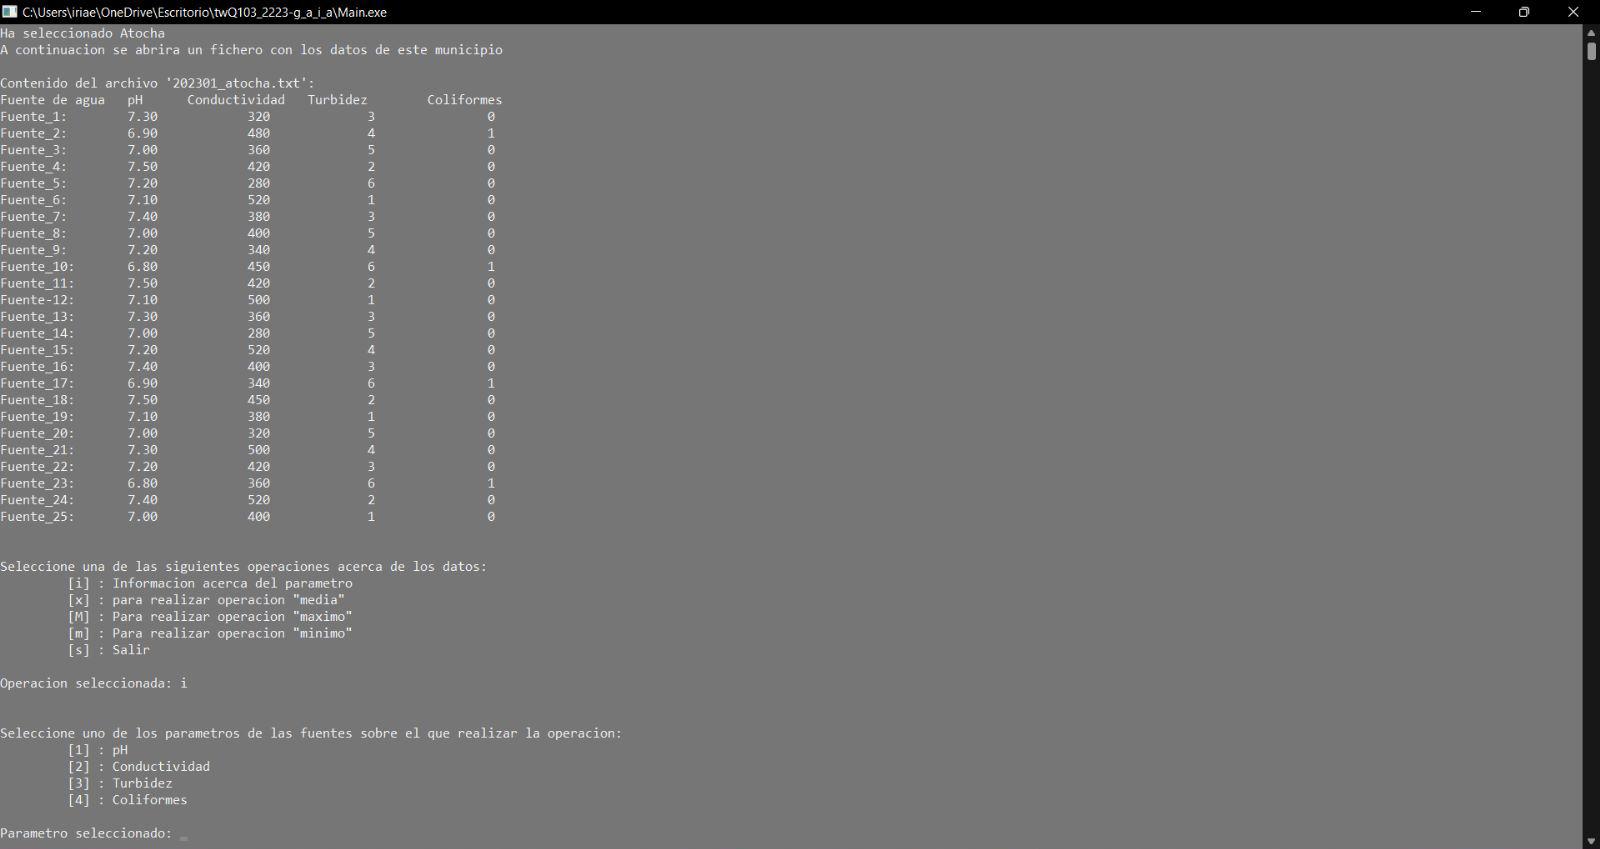 C:\Users\iriae\OneDrive\Escritorio\twQ103_2223-g_a_i_a\Main.exe
Ha seleccionado Atocha
A continuacion se abrira un fichero con los datos de este municipio
Contenido del archivo '202301_atocha.txt':
Fuente de agua pH Conductividad Turbidez Coliformes
Fuente_1: 7.30 320 3 0
Fuente_2: 6.90 480 4 1
Fuente_3: 7.00 360 5 0
Fuente_4: 7.50 420 2 0
Fuente_5: 7.20 280 6 0
Fuente_6: 7.10 520 1 0
Fuente_7: 7.40 380 3 0
Fuente_8: 7.00 400 5 0
Fuente_9: 7.20 340 4 0
Fuente_10: 6.80 450 6 1
Fuente_11: 7.50 420 2 0
Fuente-12: 7.10 500 1 0
Fuente_13: 7.30 360 3 0
Fuente_14: 7.00 280 5 0
Fuente_15: 7.20 520 4 0
Fuente_16: 7.40 400 3 0
Fuente_17: 6.90 340 6 1
Fuente_18: 7.50 450 2 0
Fuente_19: 7.10 380 1 0
Fuente_20: 7.00 320 5 0
Fuente_21: 7.30 500 4 0
Fuente_22: 7.20 420 3 0
Fuente_23: 6.80 360 6 1
Fuente_24: 7.40 520 2 0
Fuente_25: 7.00 400 1 0
Seleccione una de las siguientes operaciones acerca de los datos:
[i] : Informacion acerca del parametro
[x] : para realizar operacion "media"
[M] : Para realizar operacion "maximo"
[m] : Para realizar operacion "minimo"
[s] : Salir
Operacion seleccionada: i
Seleccione uno de los parametros de las fuentes sobre el que realizar la operacion:
[1] : pH
[2] : Conductividad
[3] : Turbidez
[4] : Coliformes
Parametro seleccionado: _